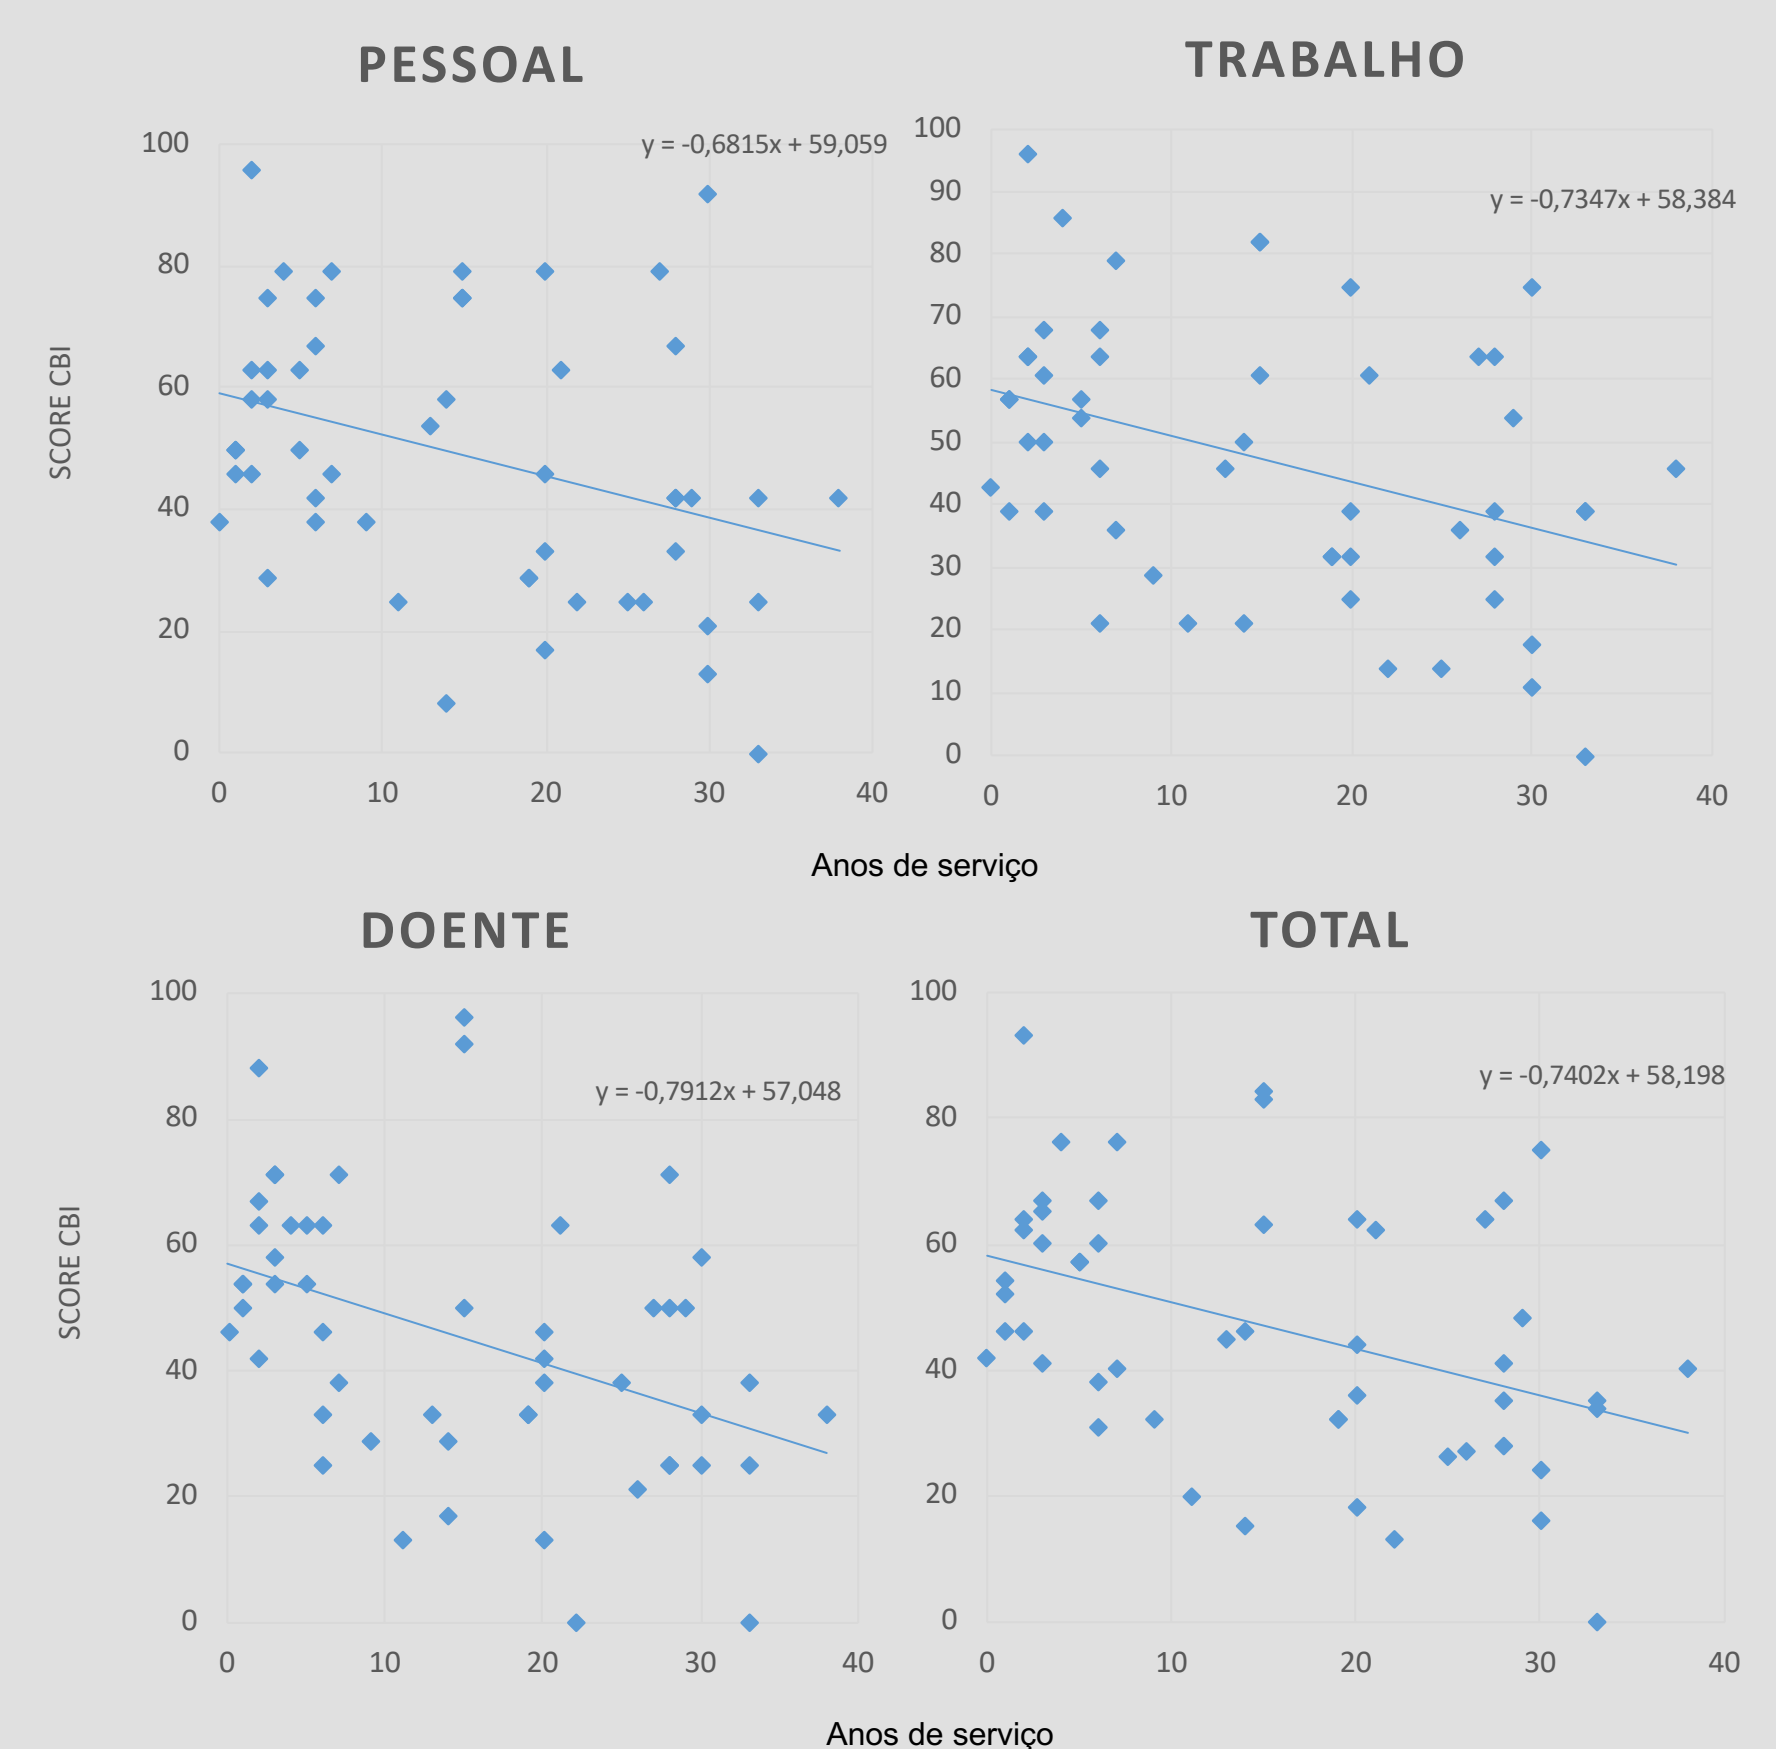 PESSOAL
y = -0,6815x + 59,059
SCORE CBI
100
80
60
40
20
0
0 10 20 30 40
TRABALHO
y = -0,7347x + 58,384
100
90
80
70
60
50
40
30
20
10
0
0 10 20 30 40
Anos de serviço
DOENTE
y = -0,7912x + 57,048
SCORE CBI
100
80
60
40
20
0
0 10 20 30 40
TOTAL
y = -0,7402x + 58,198
100
80
60
40
20
0
0 10 20 30 40
Anos de serviço